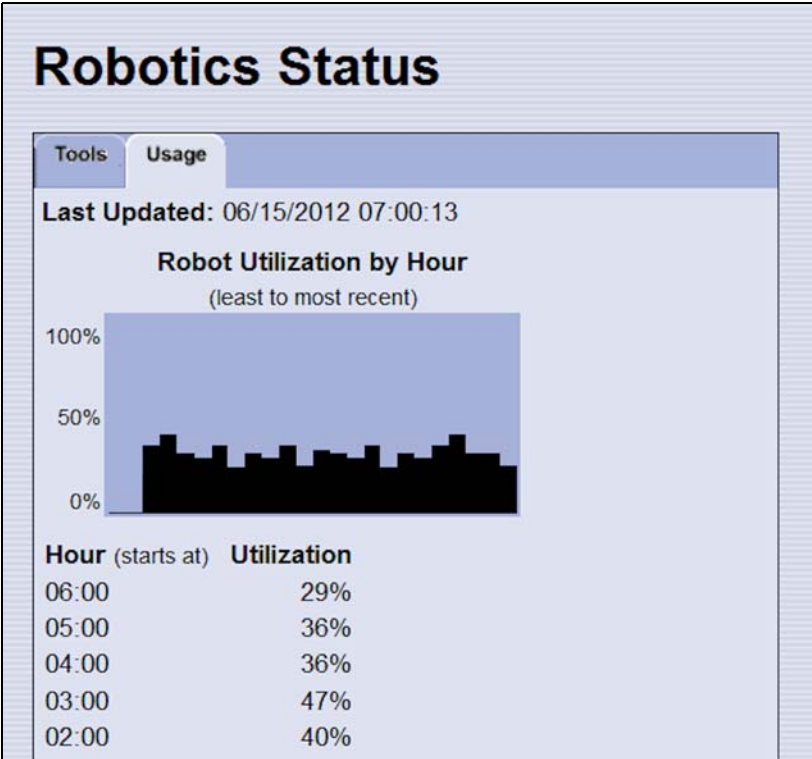 Robotics Status
Tools Usage
Last Updated: 06/15/2012 07:00:13
Robot Utilization by Hour
(least to most recent)
100%
50%
0%
Hour (starts at) Utilization
06:00 29%
05:00 36%
04:00 36%
03:00 47%
02:00 40%